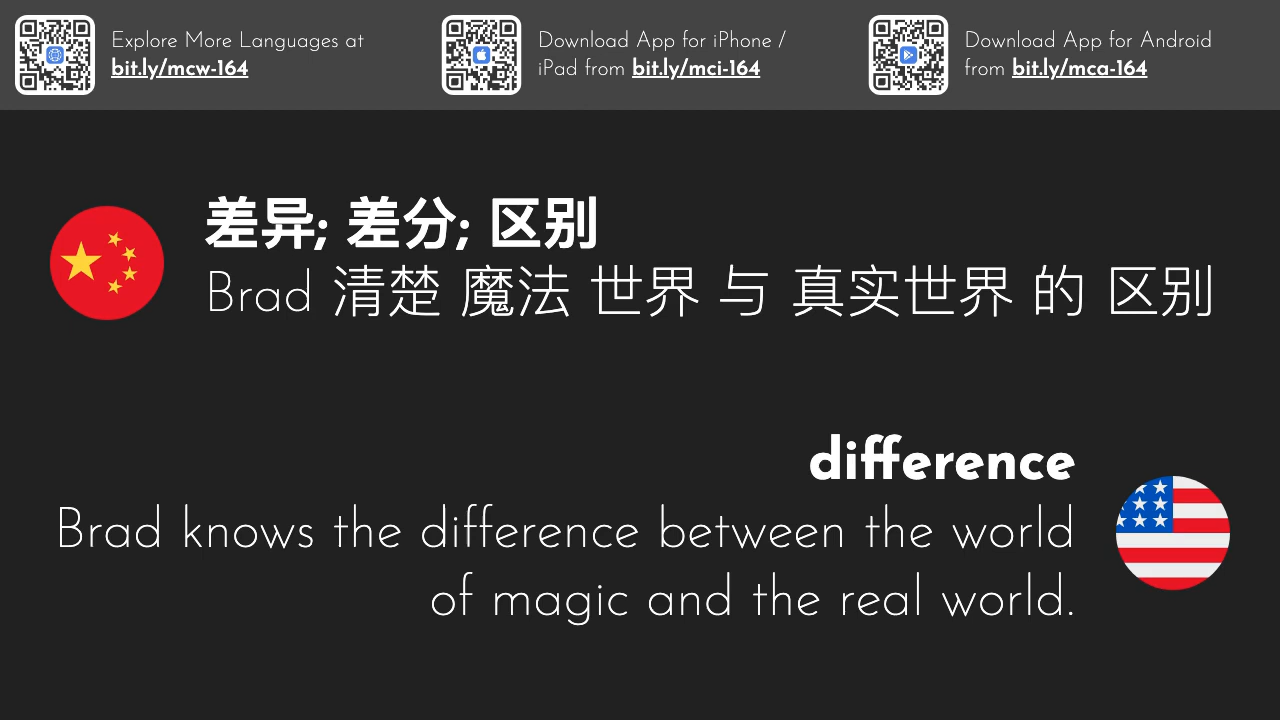 Explore More Languages at
bit.ly/mcw-164
Download App for iPhone /
iPad from bit.ly/mci-164
Download App for Android
from bit.ly/mca-164
差异; 差分; 区别
Brad 清楚 魔法 世界 与 真实世界 的 区别
difference
Brad knows the difference between the world
of magic and the real world.